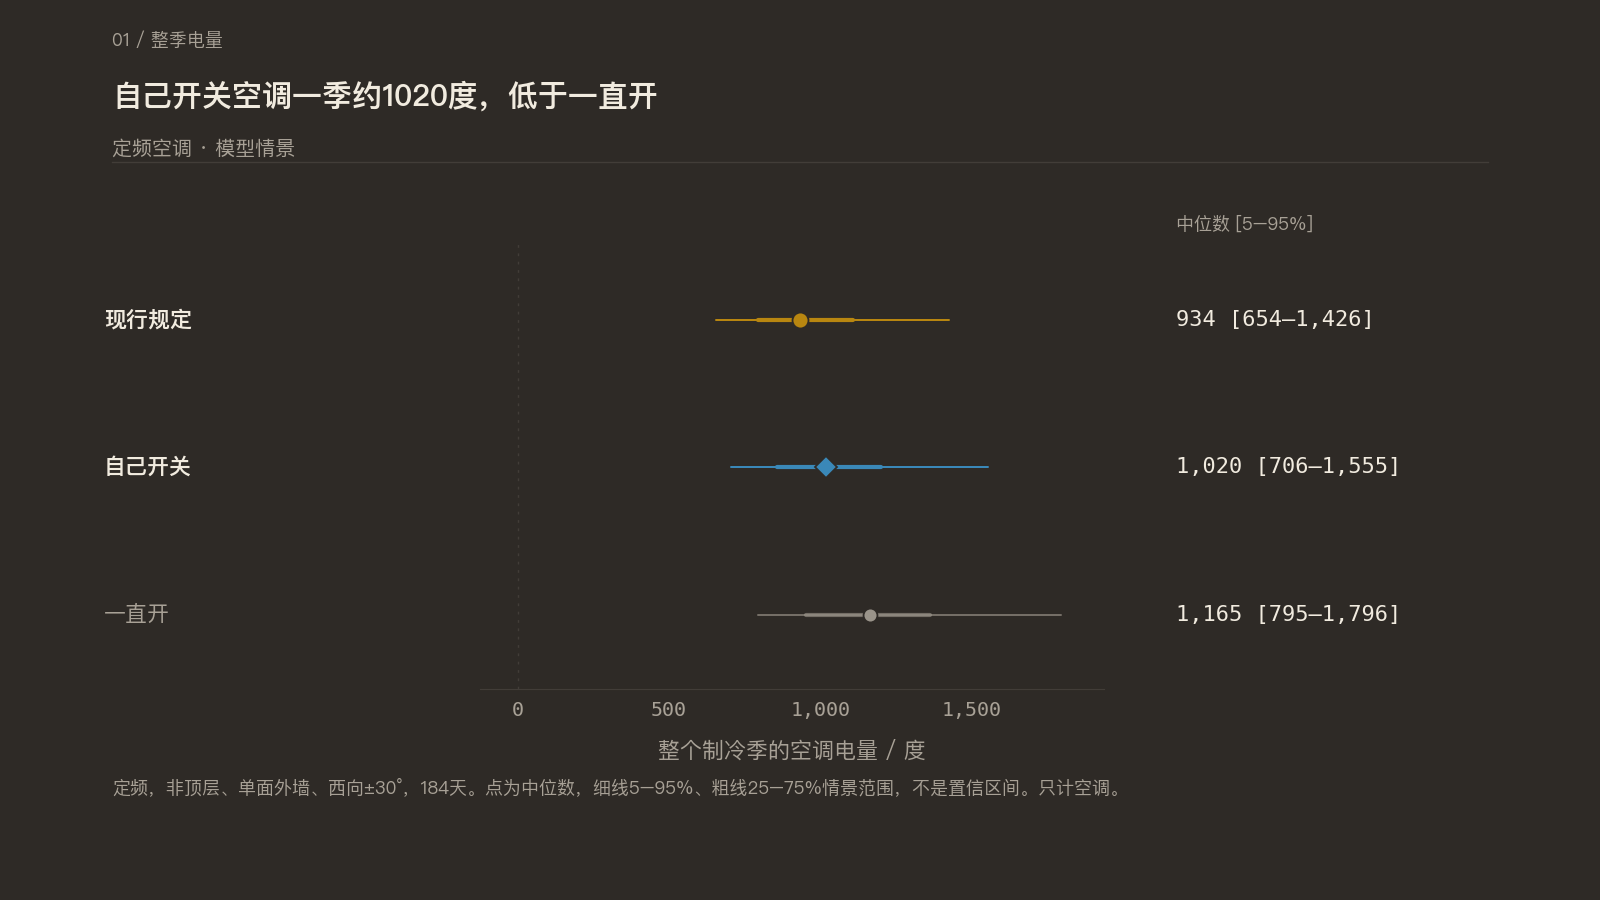 01 / 整季电量
自己开关空调一季约1020度，低于一直开
定频空调 · 模型情景
中位数 [5—95%]
现行规定
934 [654—1,426]
自己开关
1,020 [706—1,555]
一直开
1,165 [795—1,796]
0 500 1,000 1,500
整个制冷季的空调电量 / 度
定频，非顶层、单面外墙、西向±30°，184天。点为中位数，细线5—95%、粗线25—75%情景范围，不是置信区间。只计空调。